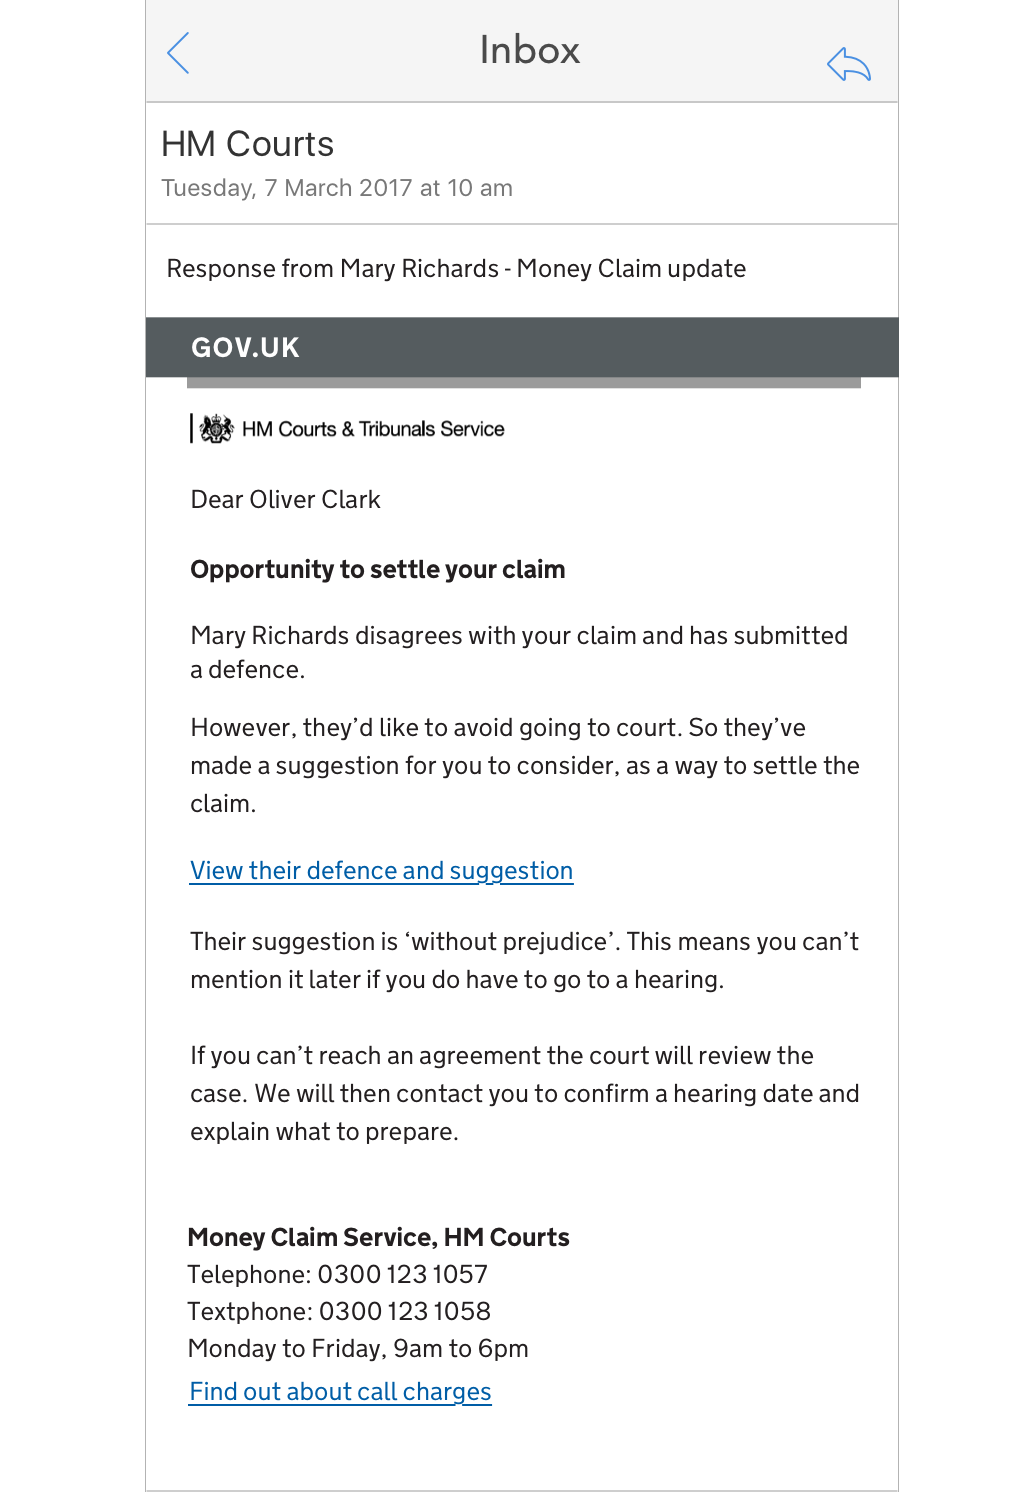 Inbox
HM Courts
Tuesday, 7 March 2017 at 10 am
Response from Mary Richards - Money Claim update
GOV.UK
HM Courts & Tribunals Service
Dear Oliver Clark
Opportunity to settle your claim
Mary Richards disagrees with your claim and has submitted
a defence.
However, they’d like to avoid going to court. So they’ve
made a suggestion for you to consider, as a way to settle the
claim.
View their defence and suggestion
Their suggestion is ‘without prejudice’. This means you can’t
mention it later if you do have to go to a hearing.
If you can’t reach an agreement the court will review the
case. We will then contact you to confirm a hearing date and
explain what to prepare.
Money Claim Service, HM Courts
Telephone: 0300 123 1057
Textphone: 0300 123 1058
Monday to Friday, 9am to 6pm
Find out about call charges